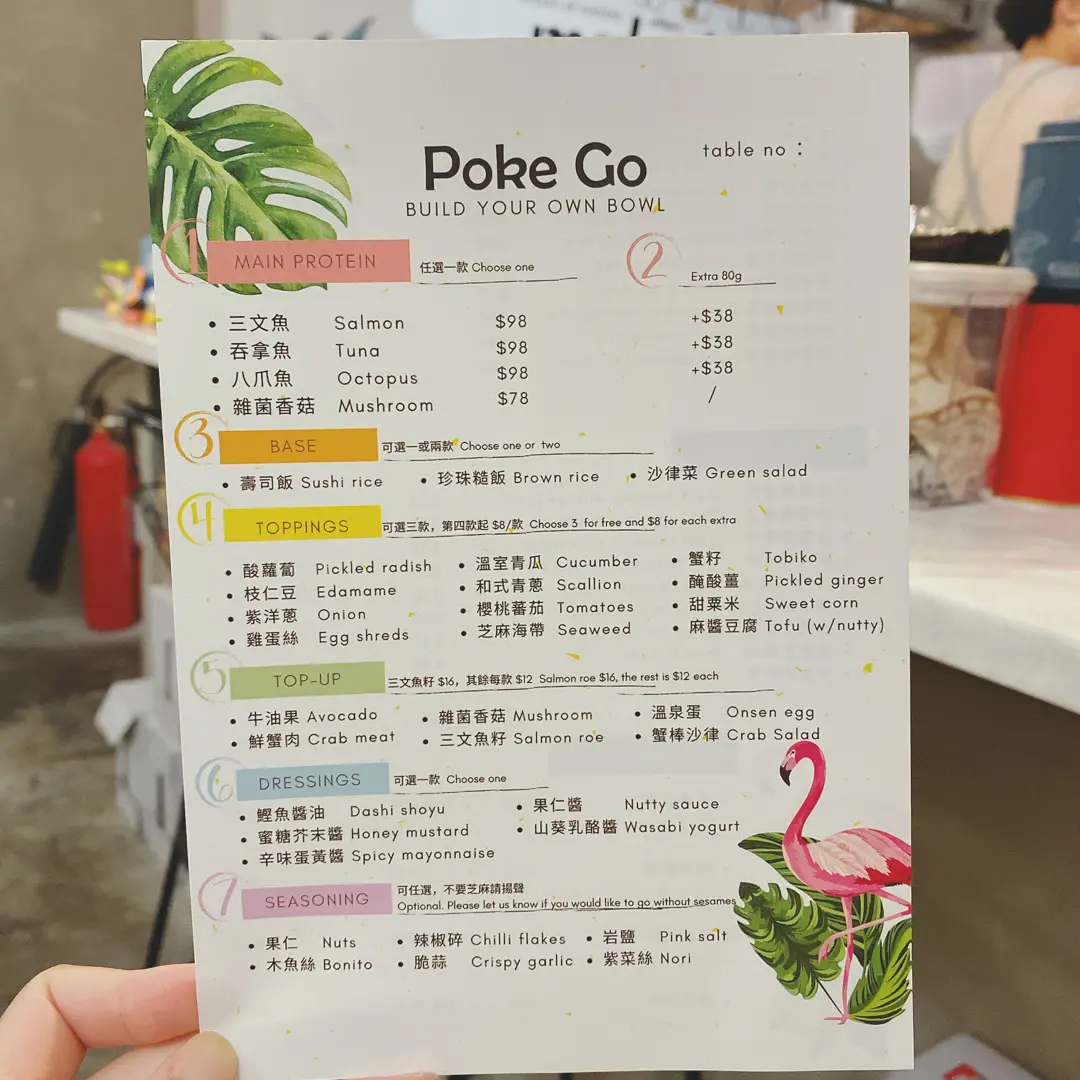 Poke Go
table no：
BUILD YOUR OWN BOWL
1 MAIN PROTEIN 任選一款 Choose one
2 Extra 80g
• 三文魚 Salmon $98 +$38
• 吞拿魚 Tuna $98 +$38
• 八爪魚 Octopus $98 +$38
• 雜菌香菇 Mushroom $78 /
3 BASE 可選一或兩款 Choose one or two
• 壽司飯 Sushi rice • 珍珠糙飯 Brown rice • 沙律菜 Green salad
4 TOPPINGS 可選三款，第四款起 $8/款 Choose 3 for free and $8 for each extra
• 酸蘿蔔 Pickled radish • 溫室青瓜 Cucumber • 蟹籽 Tobiko
• 枝仁豆 Edamame • 和式青蔥 Scallion • 醃酸薑 Pickled ginger
• 紫洋蔥 Onion • 櫻桃蕃茄 Tomatoes • 甜粟米 Sweet corn
• 雞蛋絲 Egg shreds • 芝麻海帶 Seaweed • 麻醬豆腐 Tofu (w/nutty)
5 TOP-UP 三文魚籽 $16，其餘每款 $12 Salmon roe $16, the rest is $12 each
• 牛油果 Avocado • 雜菌香菇 Mushroom • 溫泉蛋 Onsen egg
• 鮮蟹肉 Crab meat • 三文魚籽 Salmon roe • 蟹棒沙律 Crab Salad
6 DRESSINGS 可選一款 Choose one
• 鰹魚醬油 Dashi shoyu • 果仁醬 Nutty sauce
• 蜜糖芥末醬 Honey mustard • 山葵乳酪醬 Wasabi yogurt
• 辛味蛋黃醬 Spicy mayonnaise
7 SEASONING 可任選，不要芝麻請揚聲
Optional. Please let us know if you would like to go without sesames
• 果仁 Nuts • 辣椒碎 Chilli flakes • 岩鹽 Pink salt
• 木魚絲 Bonito • 脆蒜 Crispy garlic • 紫菜絲 Nori